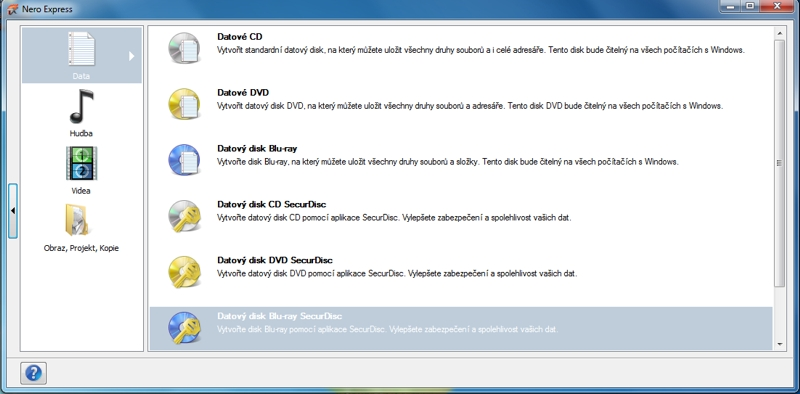 Nero Express
Data
Hudba
Videa
Obraz, Projekt, Kopie
Datové CD
Vytvořit standardní datový disk, na který můžete uložit všechny druhy souborů a i celé adresáře. Tento disk bude čitelný na všech počítačích s Windows.
Datové DVD
Vytvořit datový disk DVD, na který můžete uložit všechny druhy souborů a adresáře. Tento disk DVD bude čitelný na všech počítačích s Windows.
Datový disk Blu-ray
Vytvořte disk Blu-ray, na který můžete uložit všechny druhy souborů a složky. Tento disk bude čitelný na všech počítačích s Windows.
Datový disk CD SecurDisc
Vytvořte datový disk CD pomocí aplikace SecurDisc. Vylepšete zabezpečení a spolehlivost vašich dat.
Datový disk DVD SecurDisc
Vytvořte datový disk DVD pomocí aplikace SecurDisc. Vylepšete zabezpečení a spolehlivost vašich dat.
Datový disk Blu-ray SecurDisc
Vytvořte disk Blu-ray pomocí aplikace SecurDisc. Vylepšete zabezpečení a spolehlivost vašich dat.